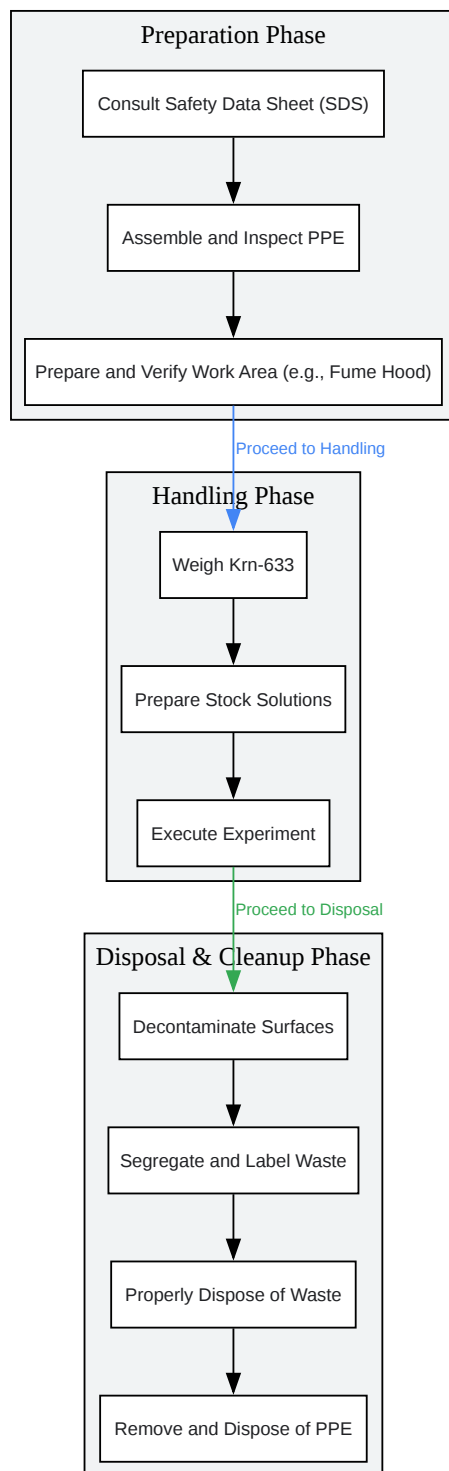 Preparation Phase
Consult Safety Data Sheet (SDS)
Assemble and Inspect PPE
Prepare and Verify Work Area (e.g., Fume Hood)
Proceed to Handling
Handling Phase
Weigh Krn-633
Prepare Stock Solutions
Execute Experiment
Proceed to Disposal
Disposal & Cleanup Phase
Decontaminate Surfaces
Segregate and Label Waste
Properly Dispose of Waste
Remove and Dispose of PPE